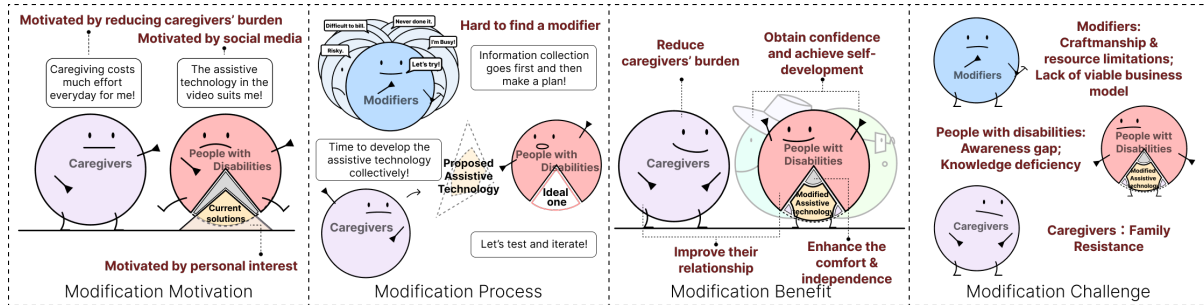 Motivated by reducing caregivers' burden
Motivated by social media
Caregiving costs
much effort
everyday for me!
The assistive
technology in the
video suits me!
Caregivers
People with
Disabilities
Current
solutions
Motivated by personal interest
Modification Motivation
Difficult to bill.
Never done it.
I'm Busy!
Risky.
Let's try!
Modifiers
Hard to find a modifier
Information collection
goes first and then
make a plan!
Time to develop the
assistive technology
collectively!
Proposed
Assistive
Technology
People with
Disabilities
Ideal
one
Caregivers
Let's test and iterate!
Modification Process
Reduce
caregivers' burden
Obtain confidence
and achieve self-
development
Caregivers
People with
Disabilities
Modified
Assistive
technology
Improve their
relationship
Enhance the
comfort &
independence
Modification Benefit
Modifiers
Modifiers:
Craftmanship &
resource limitations;
Lack of viable business
model
People with disabilities:
Awareness gap;
Knowledge deficiency
People with
Disabilities
Modified
Assistive
technology
Caregivers
Caregivers：Family
Resistance
Modification Challenge